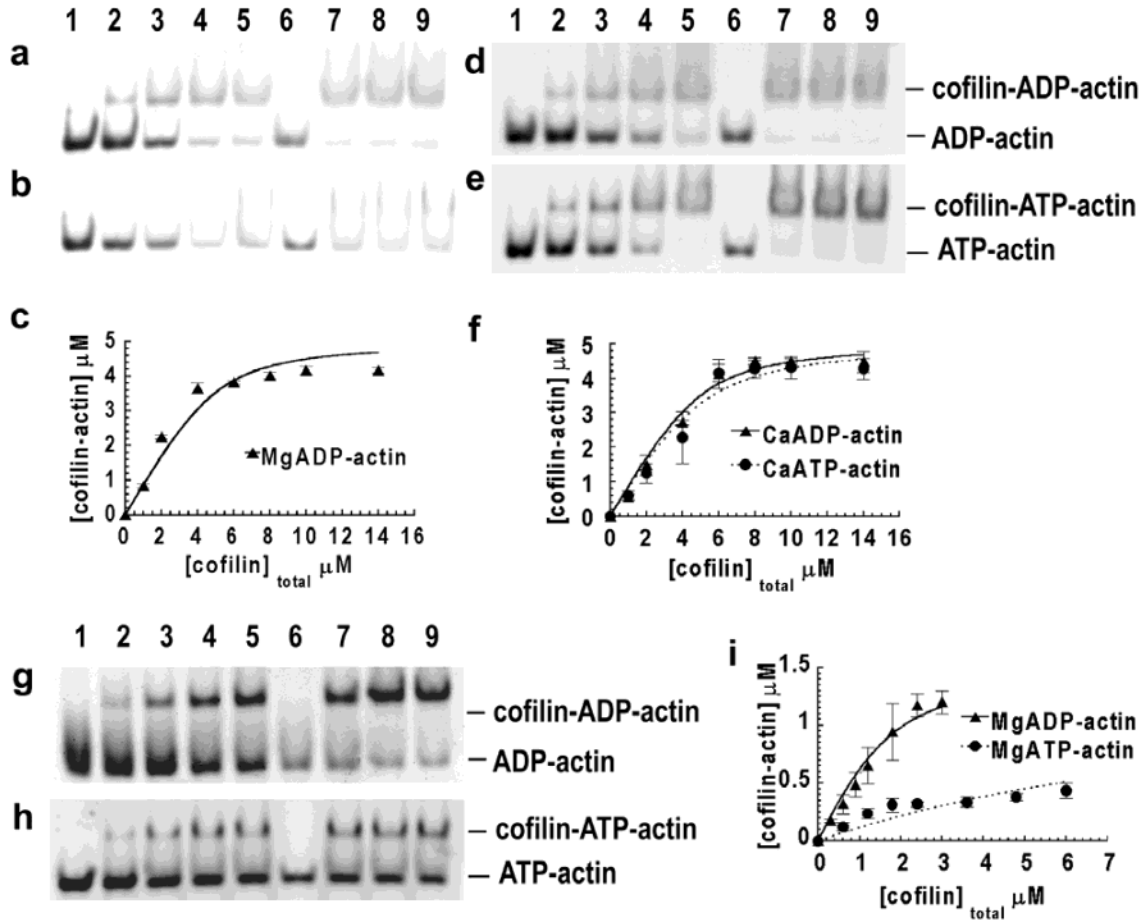 1 2 3 4 5 6 7 8 9
1 2 3 4 5 6 7 8 9
a
d
cofilin-ADP-actin
ADP-actin
b
e
cofilin-ATP-actin
ATP-actin
c
5
4
3
2
1
0
[cofilin-actin] μM
MgADP-actin
0 2 4 6 8 10 12 14 16
[cofilin] total μM
f
5
4
3
2
1
0
[cofilin-actin] μM
CaADP-actin
CaATP-actin
0 2 4 6 8 10 12 14 16
[cofilin] total μM
1 2 3 4 5 6 7 8 9
g
cofilin-ADP-actin
ADP-actin
h
cofilin-ATP-actin
ATP-actin
i
1.5
1
0.5
0
[cofilin-actin] μM
MgADP-actin
MgATP-actin
0 1 2 3 4 5 6 7
[cofilin] total μM